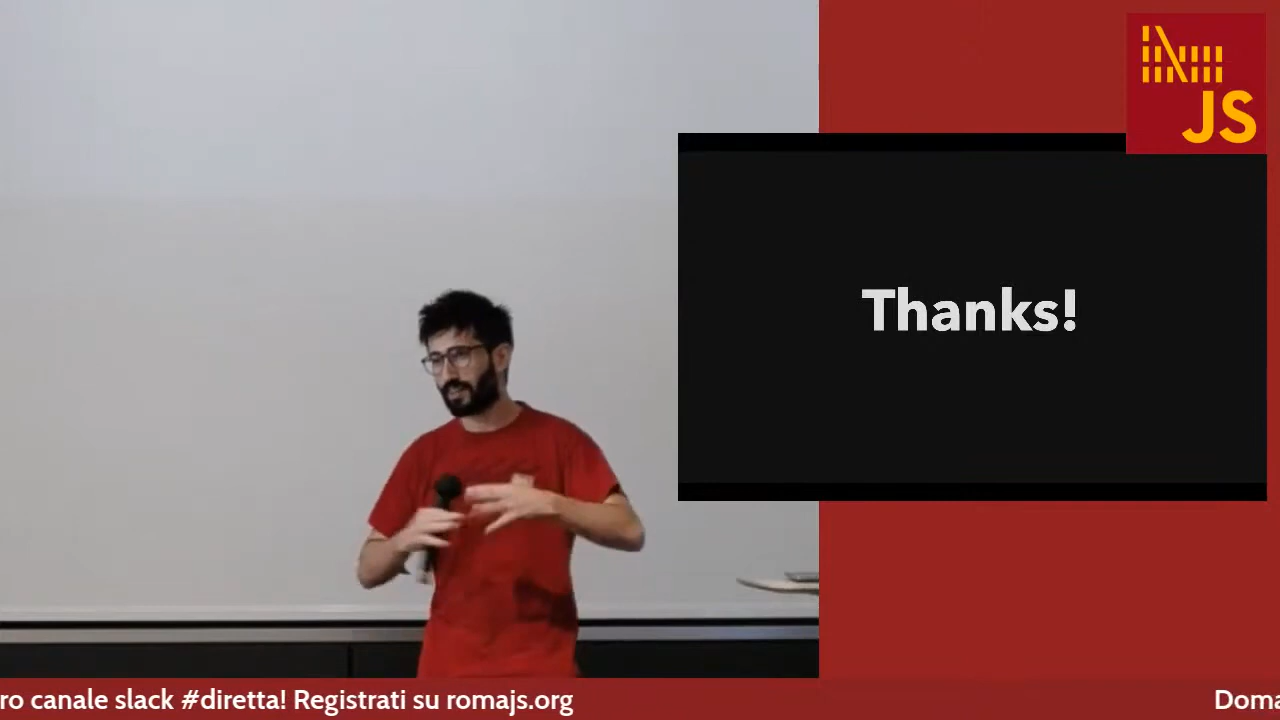 JS
Thanks!
ro canale slack #diretta! Registrati su romajs.org
Doma